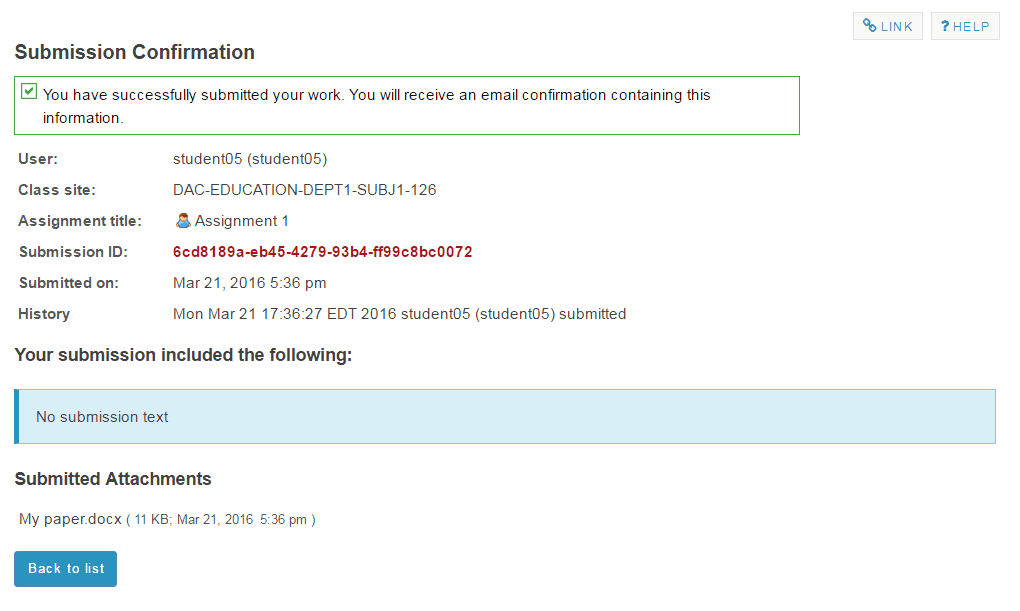 LINK ? HELP
Submission Confirmation
You have successfully submitted your work. You will receive an email confirmation containing this
information.
User: student05 (student05)
Class site: DAC-EDUCATION-DEPT1-SUBJ1-126
Assignment title: Assignment 1
Submission ID: 6cd8189a-eb45-4279-93b4-ff99c8bc0072
Submitted on: Mar 21, 2016 5:36 pm
History Mon Mar 21 17:36:27 EDT 2016 student05 (student05) submitted
Your submission included the following:
No submission text
Submitted Attachments
My paper.docx ( 11 KB; Mar 21, 2016 5:36 pm )
Back to list